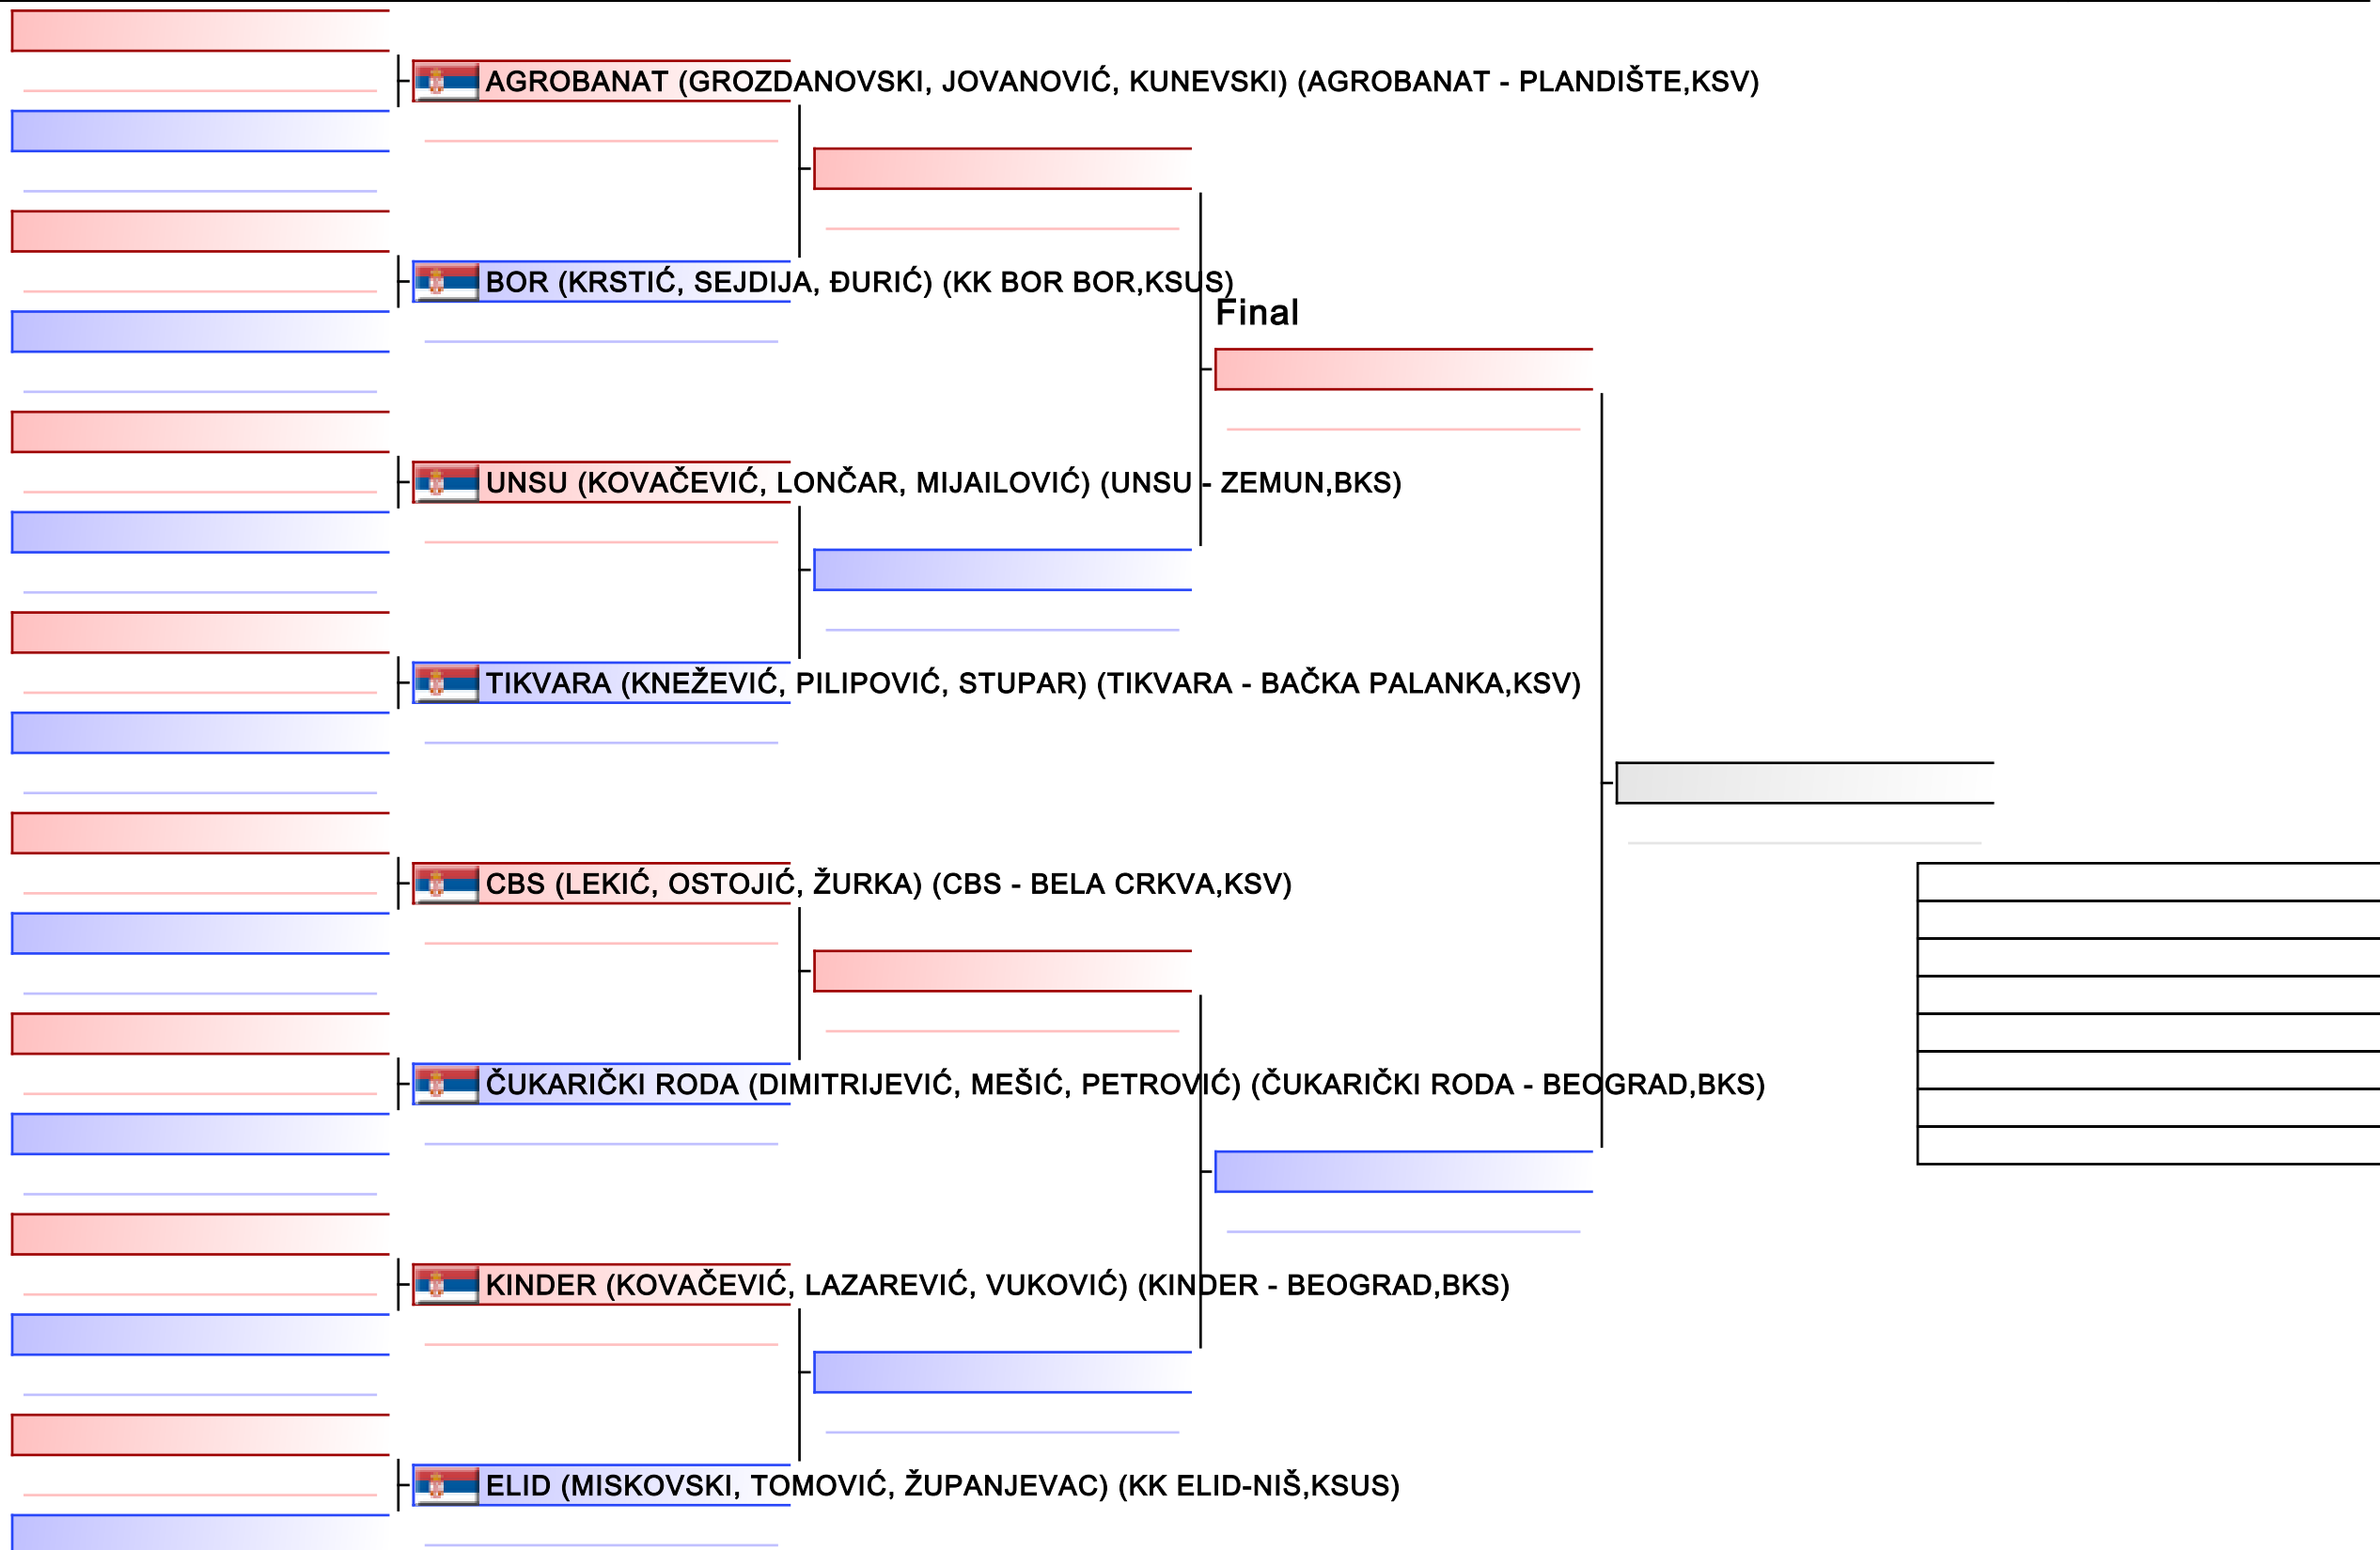 AGROBANAT (GROZDANOVSKI, JOVANOVIĆ, KUNEVSKI) (AGROBANAT - PLANDIŠTE,KSV)
BOR (KRSTIĆ, SEJDIJA, ĐURIĆ) (KK BOR BOR,KSUS)
Final
UNSU (KOVAČEVIĆ, LONČAR, MIJAILOVIĆ) (UNSU - ZEMUN,BKS)
TIKVARA (KNEŽEVIĆ, PILIPOVIĆ, STUPAR) (TIKVARA - BAČKA PALANKA,KSV)
CBS (LEKIĆ, OSTOJIĆ, ŽURKA) (CBS - BELA CRKVA,KSV)
ČUKARIČKI RODA (DIMITRIJEVIĆ, MEŠIĆ, PETROVIĆ) (ČUKARIČKI RODA - BEOGRAD,BKS)
KINDER (KOVAČEVIĆ, LAZAREVIĆ, VUKOVIĆ) (KINDER - BEOGRAD,BKS)
ELID (MISKOVSKI, TOMOVIĆ, ŽUPANJEVAC) (KK ELID-NIŠ,KSUS)